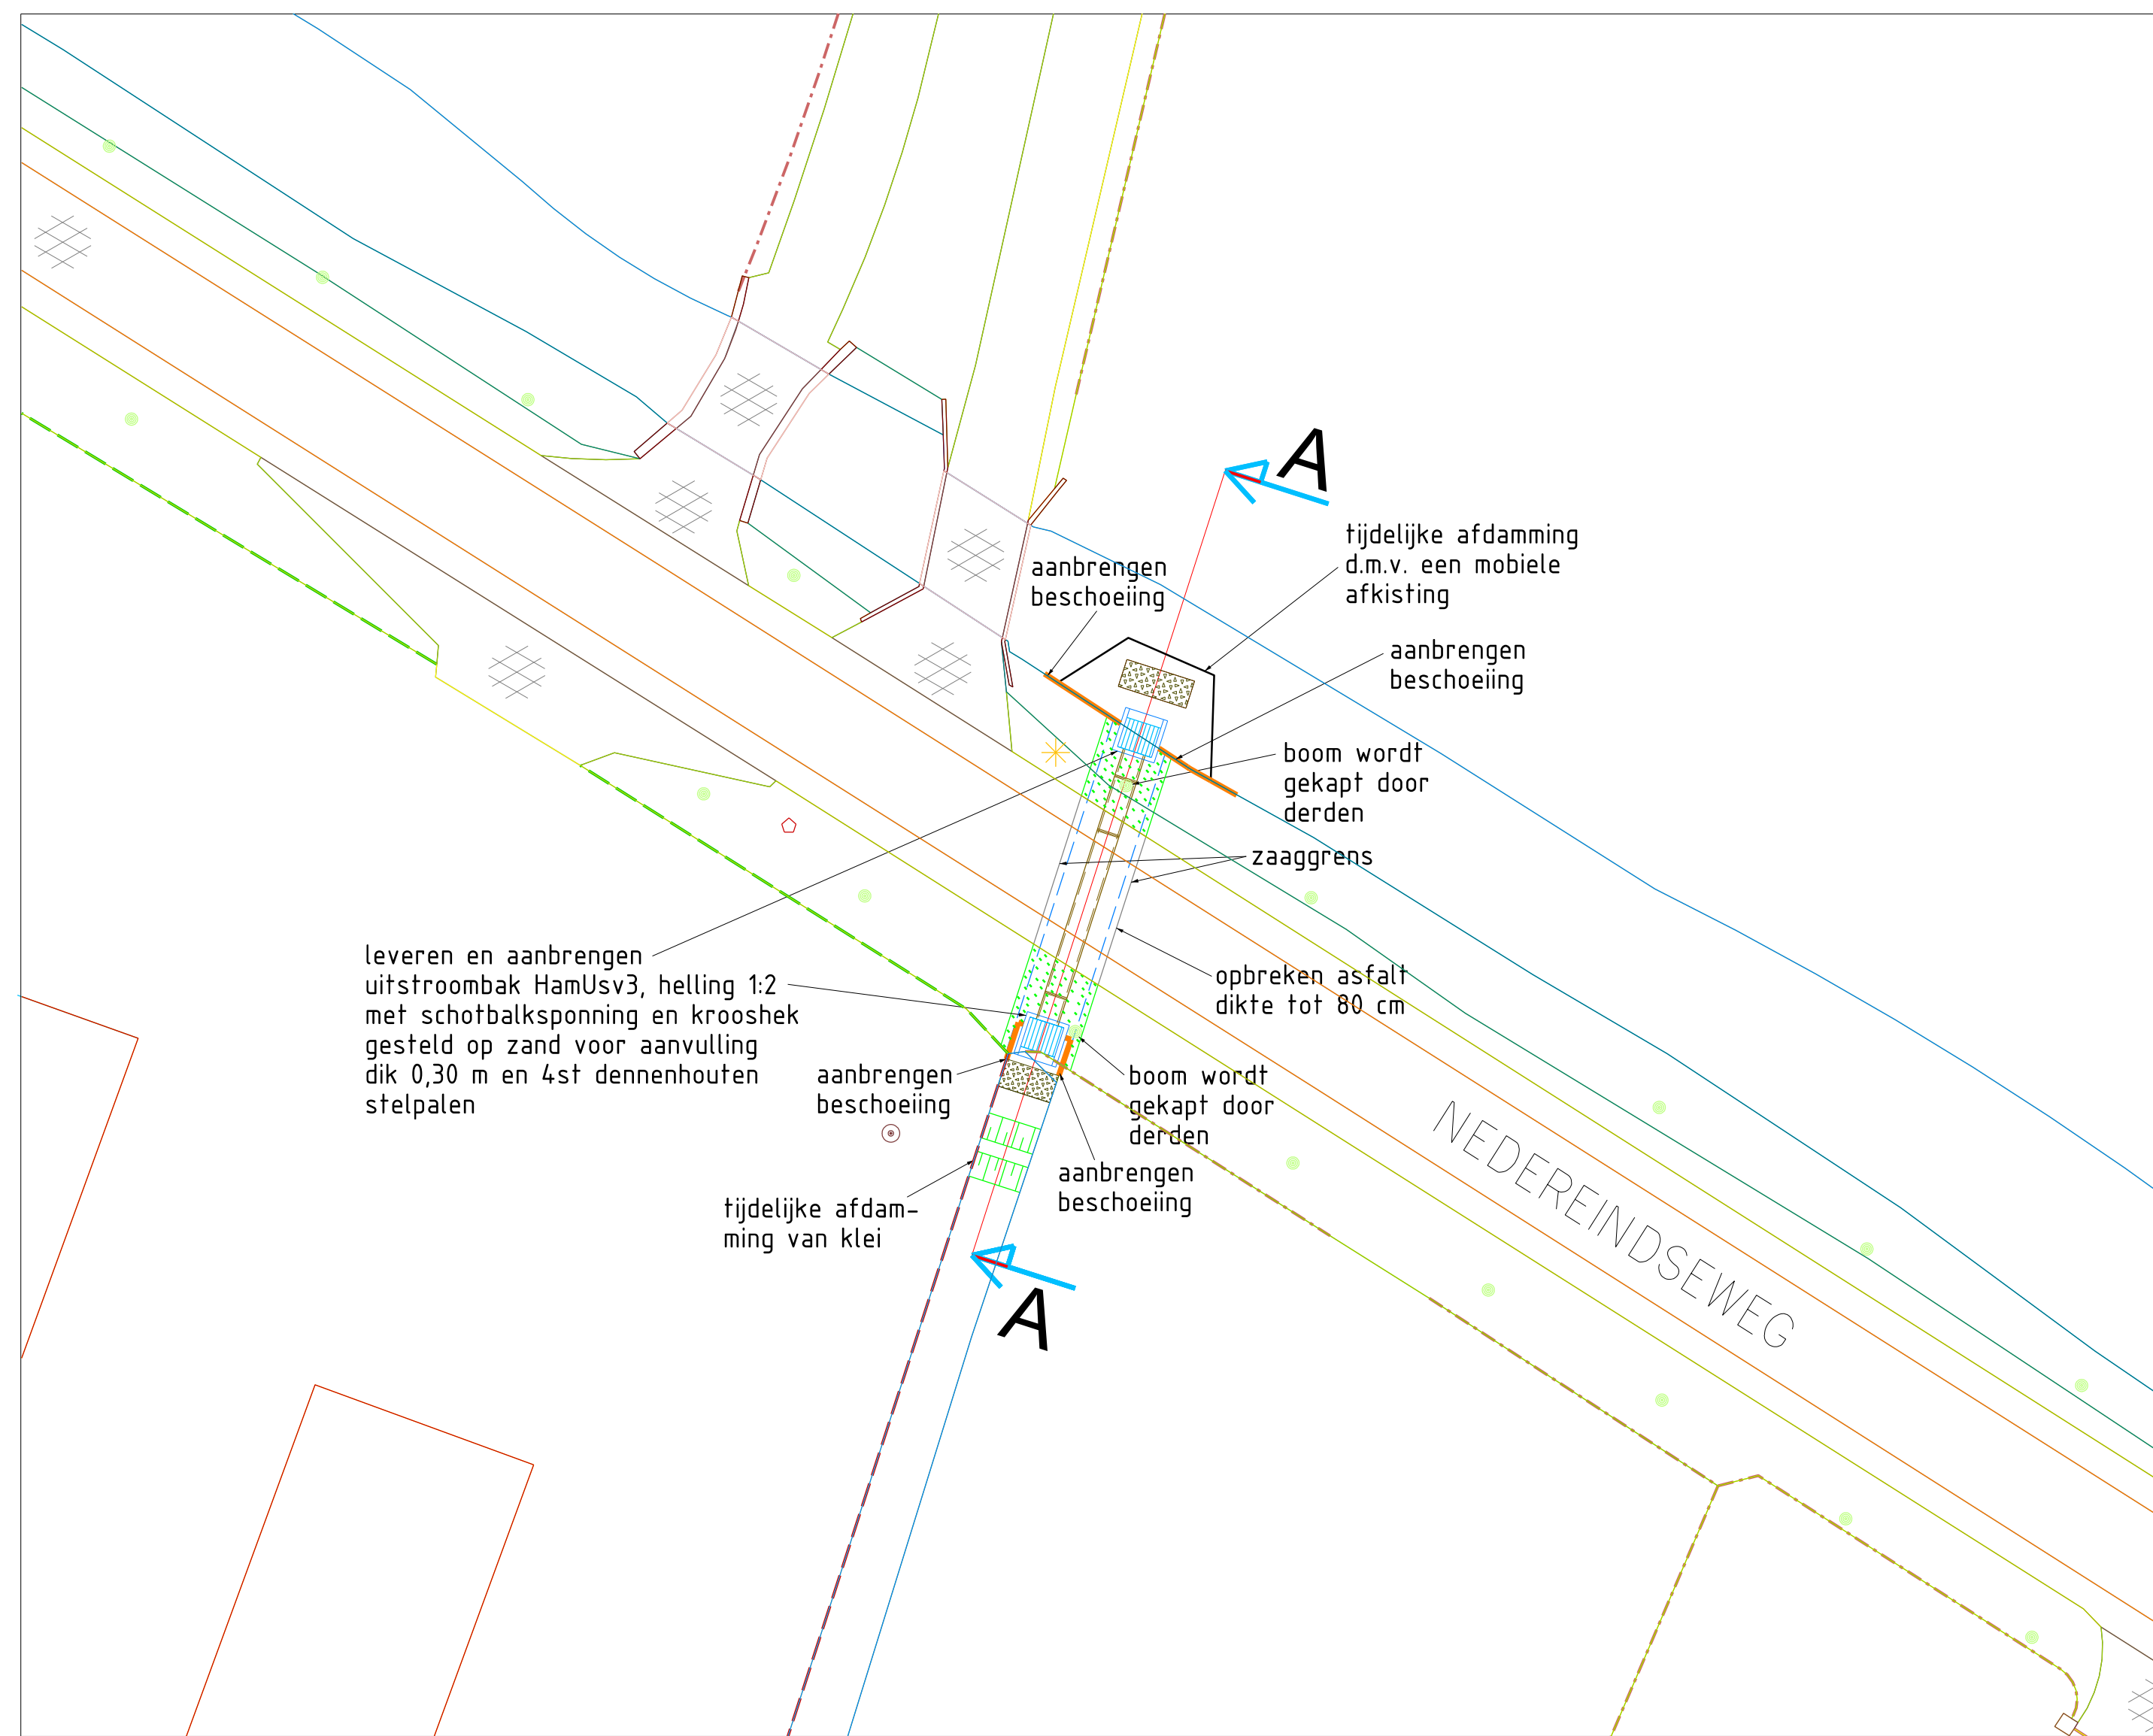 A
tijdelijke afdamming
d.m.v. een mobiele
afkisting
aanbrengen
beschoeiing
aanbrengen
beschoeiing
boom wordt
gekapt door
derden
zaaggrens
leveren en aanbrengen
uitstroombak HamUsv3, helling 1:2
met schotbalksponning en krooshek
gesteld op zand voor aanvulling
dik 0,30 m en 4st dennenhouten
stelpalen
opbreken asfalt
dikte tot 80 cm
aanbrengen
beschoeiing
boom wordt
gekapt door
derden
aanbrengen
beschoeiing
tijdelijke afdam-
ming van klei
NEDEREINDSEWEG
A